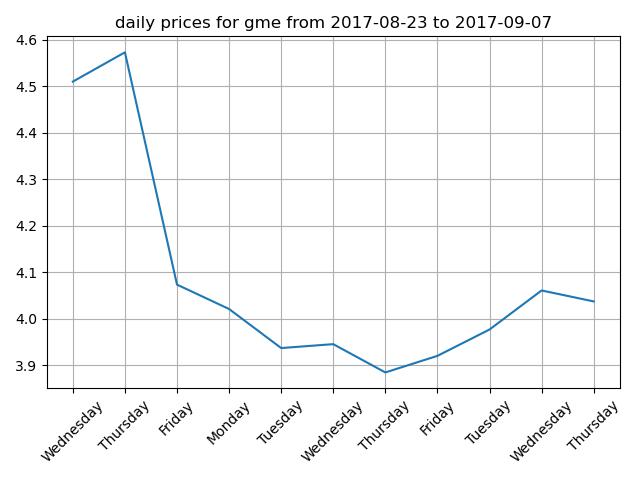 daily prices for gme from 2017-08-23 to 2017-09-07
4.6
4.5
4.4
4.3
4.2
4.1
4.0
3.9
Wednesday
Thursday
Friday
Monday
Tuesday
Wednesday
Thursday
Friday
Tuesday
Wednesday
Thursday